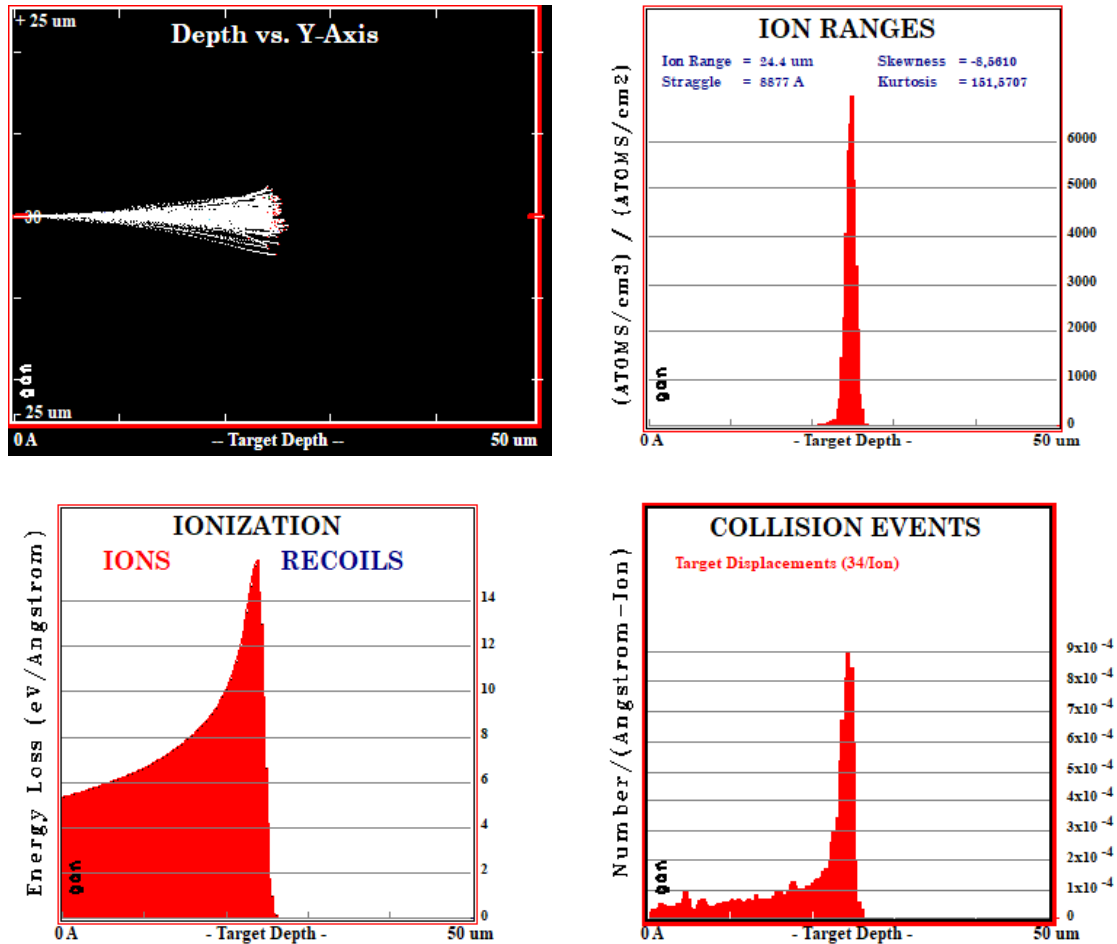 + 25 um
Depth vs. Y-Axis
30
gan
- 25 um
0 A
-- Target Depth --
50 um
ION RANGES
Ion Range = 24.4 um Skewness = -8,5610
Straggle = 8877 A Kurtosis = 151,5707
(ATOMS/cm3) / (ATOMS/cm2)
6000
5000
4000
3000
2000
1000
0
gan
0 A
- Target Depth -
50 um
IONIZATION
IONS RECOILS
Energy Loss (eV/Angstrom)
14
12
10
8
6
4
2
0
gan
0 A
- Target Depth -
50 um
COLLISION EVENTS
Target Displacements (34/Ion)
Number/(Angstrom-Ion)
9x10 -4
8x10 -4
7x10 -4
6x10 -4
5x10 -4
4x10 -4
3x10 -4
2x10 -4
1x10 -4
0
gan
0 A
- Target Depth -
50 um